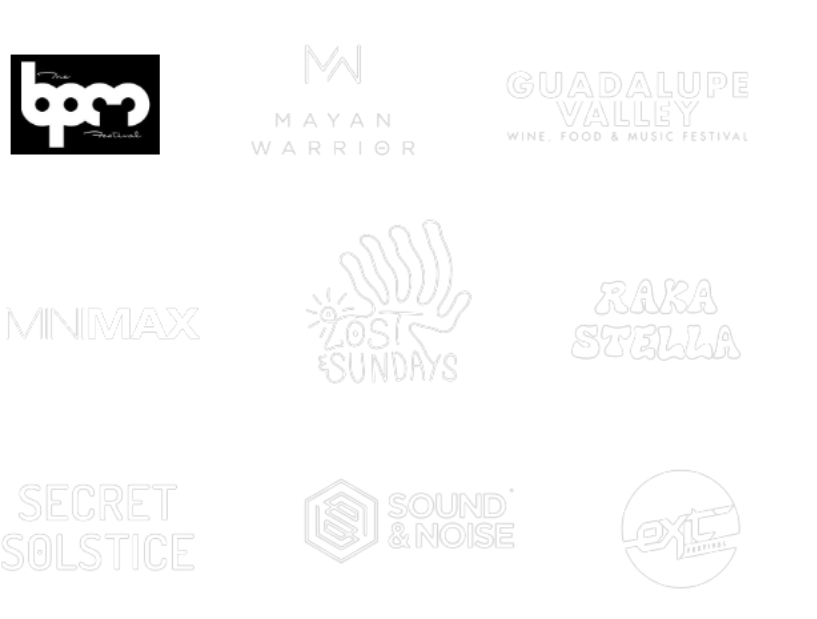 The
bpm
Festival
MAYAN
WARRIOR
GUADALUPE
VALLEY
WINE, FOOD & MUSIC FESTIVAL
MINIMAX
LOST
SUNDAYS
RAKA
STELLA
SECRET
SOLSTICE
SOUND
& NOISE
EXIT
FESTIVAL